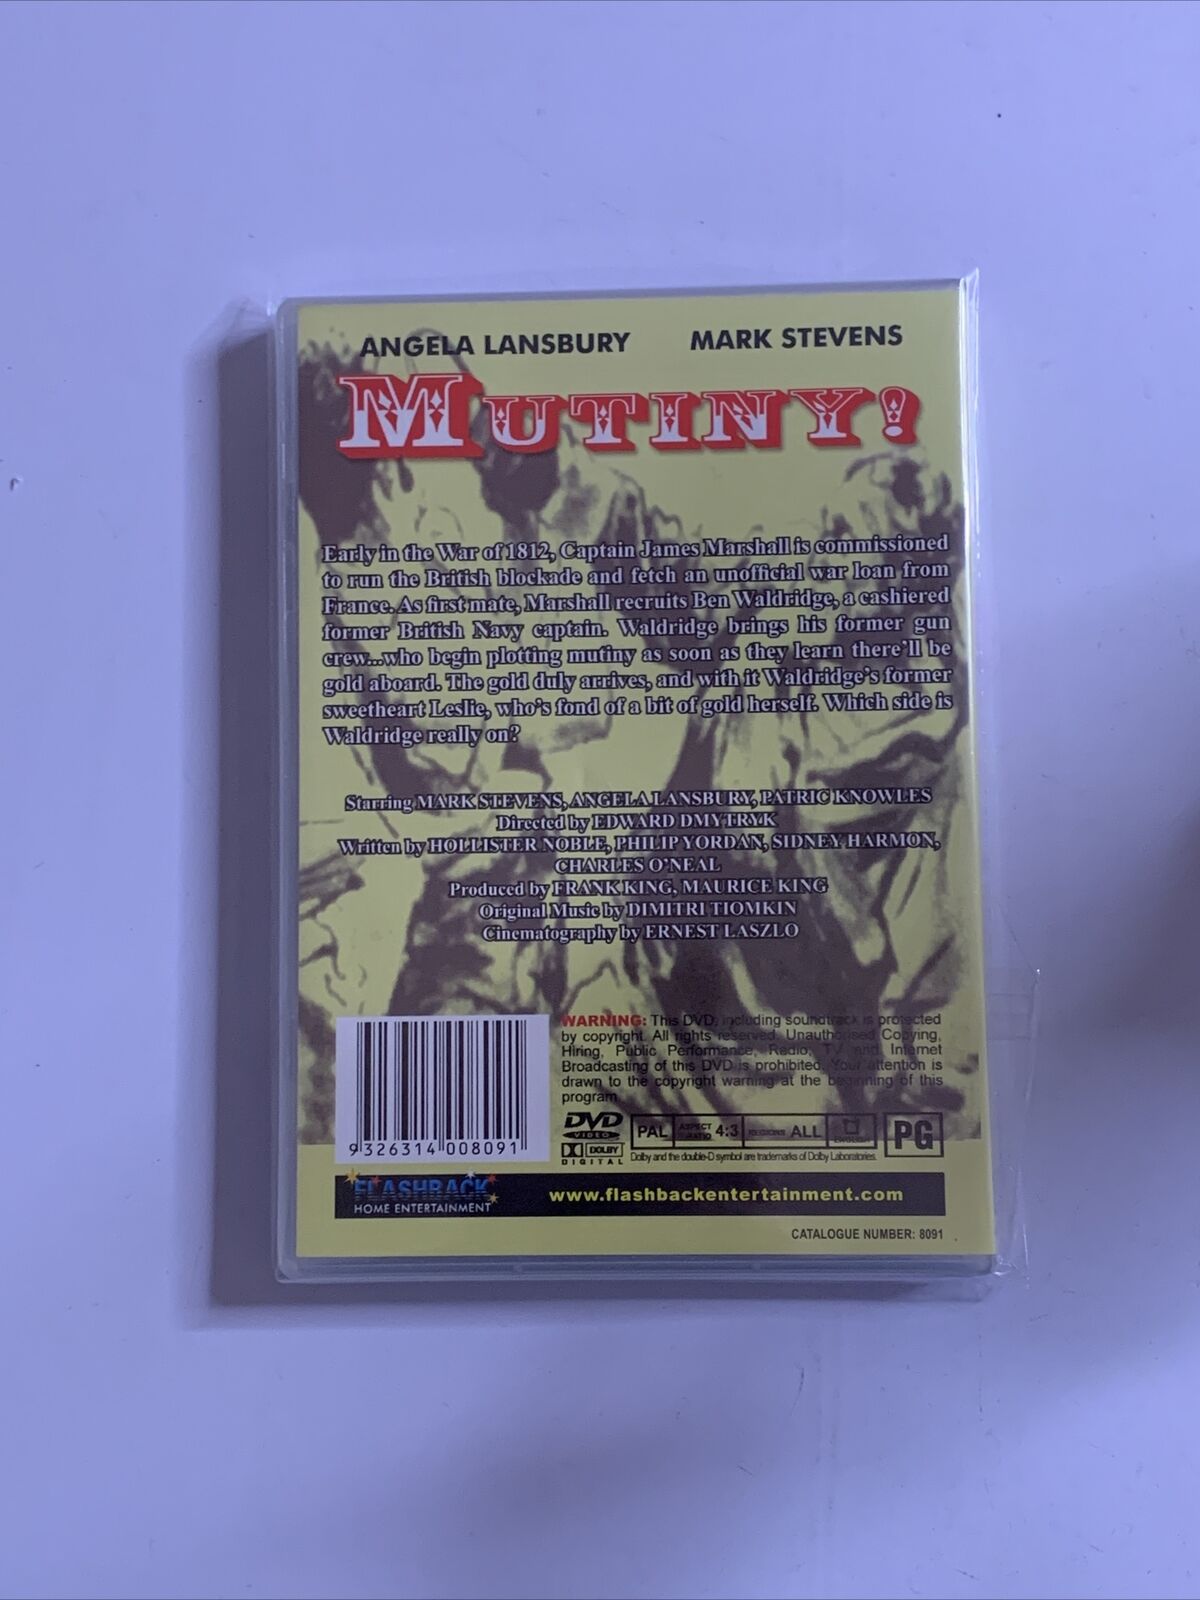 ANGELA LANSBURY MARK STEVENS
MUTINY!
Early in the War of 1812, Captain James Marshall is commissioned
to run the British blockade and fetch an unofficial war loan from
France. As first mate, Marshall recruits Ben Waldridge, a cashiered
former British Navy captain. Waldridge brings his former gun
crew...who begin plotting mutiny as soon as they learn there'll be
gold aboard. The gold duly arrives, and with it Waldridge's former
sweetheart Leslie, who's fond of a bit of gold herself. Which side is
Waldridge really on?
Starring MARK STEVENS, ANGELA LANSBURY, PATRIC KNOWLES
Directed by EDWARD DMYTRYK
Written by HOLLISTER NOBLE, PHILIP YORDAN, SIDNEY HARMON,
CHARLES O'NEAL
Produced by FRANK KING, MAURICE KING
Original Music by DIMITRI TIOMKIN
Cinematography by ERNEST LASZLO
WARNING: This DVD, including soundtrack is protected
by copyright. All rights reserved. Unauthorised Copying,
Hiring, Public Performance, Radio, TV and Internet
Broadcasting of this DVD is prohibited. Your attention is
drawn to the copyright warning at the beginning of this
program.
DVD VIDEO
DOLBY DIGITAL
PAL ASPECT RATIO 4:3 REGIONS ALL ENGLISH PG
Dolby and the double-D symbol are trademarks of Dolby Laboratories.
9 326314 008091
FLASHBACK
HOME ENTERTAINMENT
www.flashbackentertainment.com
CATALOGUE NUMBER: 8091